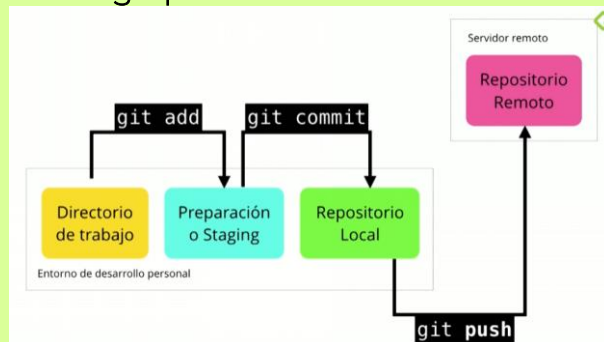 Servidor remoto
Repositorio
Remoto
git add
git commit
Directorio
de trabajo
Preparación
o Staging
Repositorio
Local
Entorno de desarrollo personal
git push